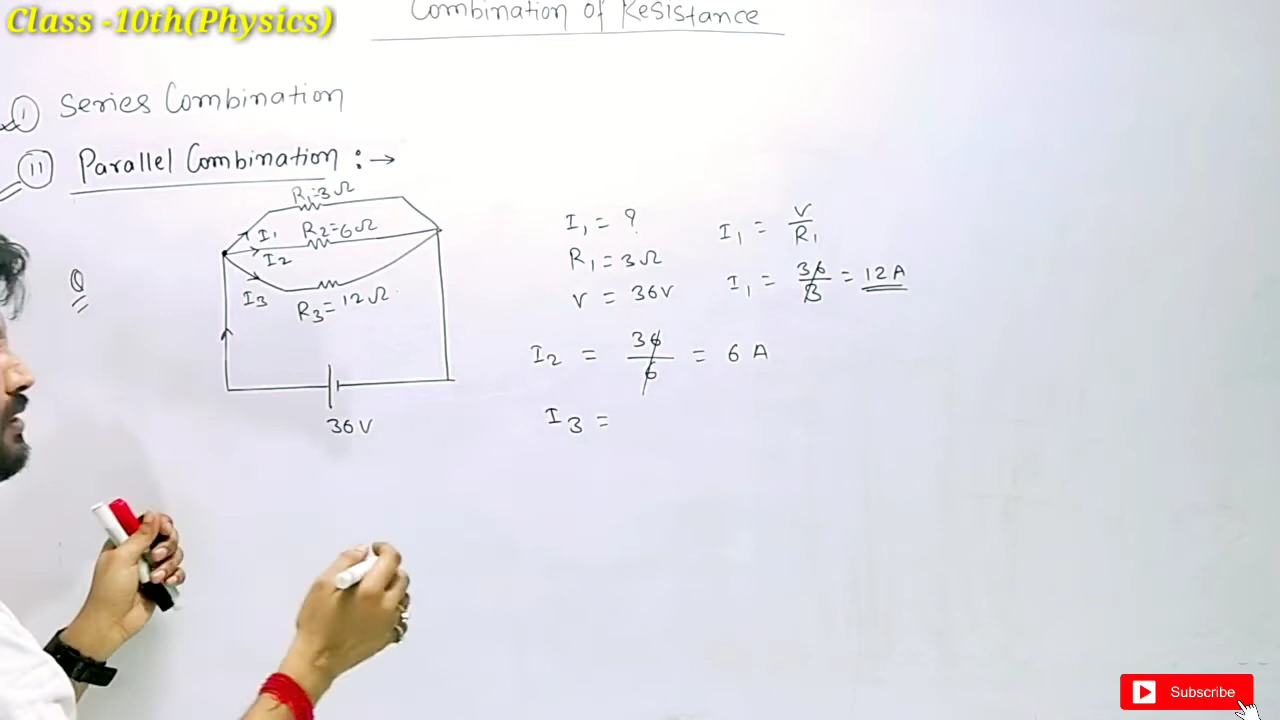 Class -10th(Physics)
Combination of Resistance
(I) Series Combination
(II) Parallel Combination :→
Q
R₁=3Ω
I₁
R₂=6Ω
I₂
I₃
R₃=12Ω
36V
I₁ = ?
R₁ = 3Ω
V = 36V
I₁ = V/R₁
I₁ = 36/3 = 12A
I₂ = 36/6 = 6 A
I₃ =
Subscribe